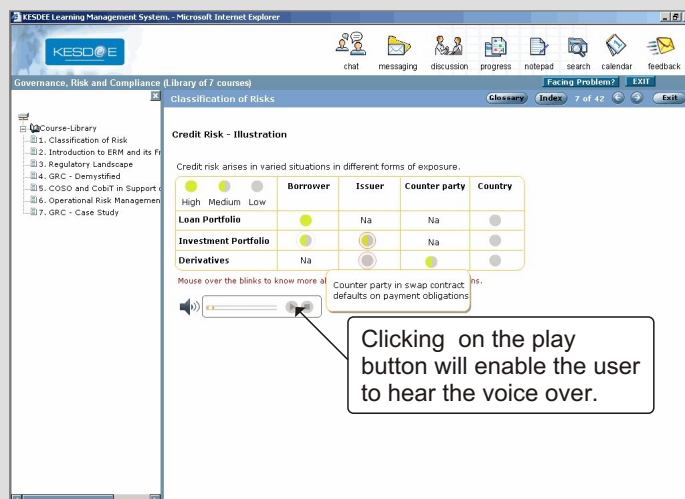 KESDEE Learning Management System. - Microsoft Internet Explorer
KESD@E
chat messaging discussion progress notepad search calendar feedback
Governance, Risk and Compliance (Library of 7 courses)
Facing Problem? EXIT
Classification of Risks
Glossary Index 7 of 42 Exit
Course-Library
1. Classification of Risk
2. Introduction to ERM and its Fr
3. Regulatory Landscape
4. GRC - Demystified
5. COSO and CobiT in Support
6. Operational Risk Managemen
7. GRC - Case Study
Credit Risk - Illustration
Credit risk arises in varied situations in different forms of exposure.
High Medium Low
Borrower Issuer Counter party Country
Loan Portfolio Na Na
Investment Portfolio Na
Derivatives Na
Mouse over the blinks to know more ns.
Counter party in swap contract
defaults on payment obligations
Clicking on the play
button will enable the user
to hear the voice over.